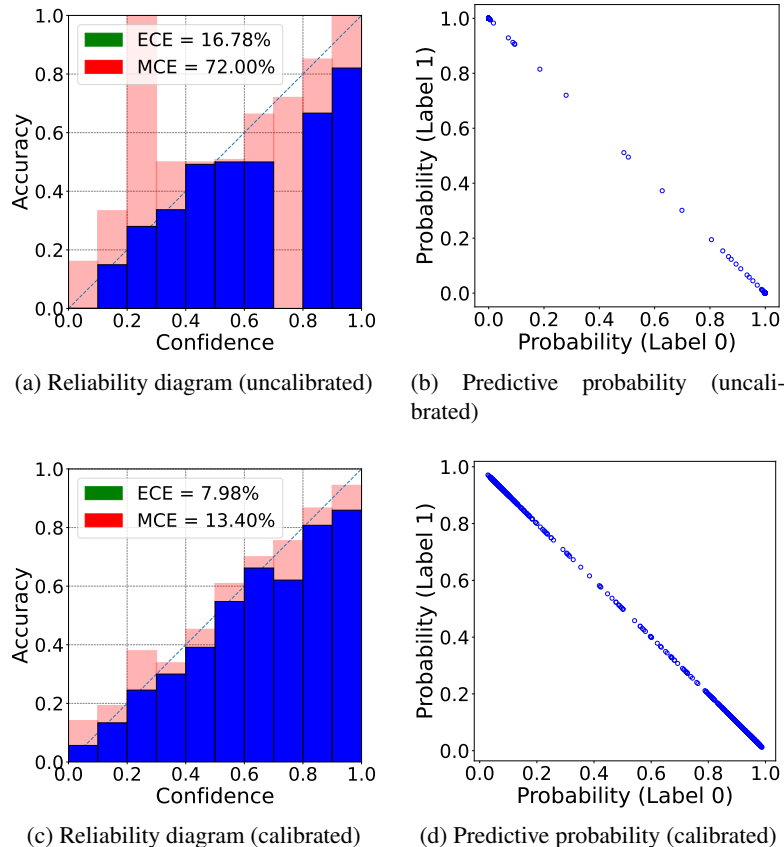 1.0
0.8
0.6
0.4
0.2
0.0
Accuracy
ECE = 16.78%
MCE = 72.00%
0.0 0.2 0.4 0.6 0.8 1.0
Confidence
(a) Reliability diagram (uncalibrated)
1.0
0.8
0.6
0.4
0.2
0.0
Probability (Label 1)
0.0 0.2 0.4 0.6 0.8 1.0
Probability (Label 0)
(b) Predictive probability (uncali-
brated)
1.0
0.8
0.6
0.4
0.2
0.0
Accuracy
ECE = 7.98%
MCE = 13.40%
0.0 0.2 0.4 0.6 0.8 1.0
Confidence
(c) Reliability diagram (calibrated)
1.0
0.8
0.6
0.4
0.2
0.0
Probability (Label 1)
0.0 0.2 0.4 0.6 0.8 1.0
Probability (Label 0)
(d) Predictive probability (calibrated)